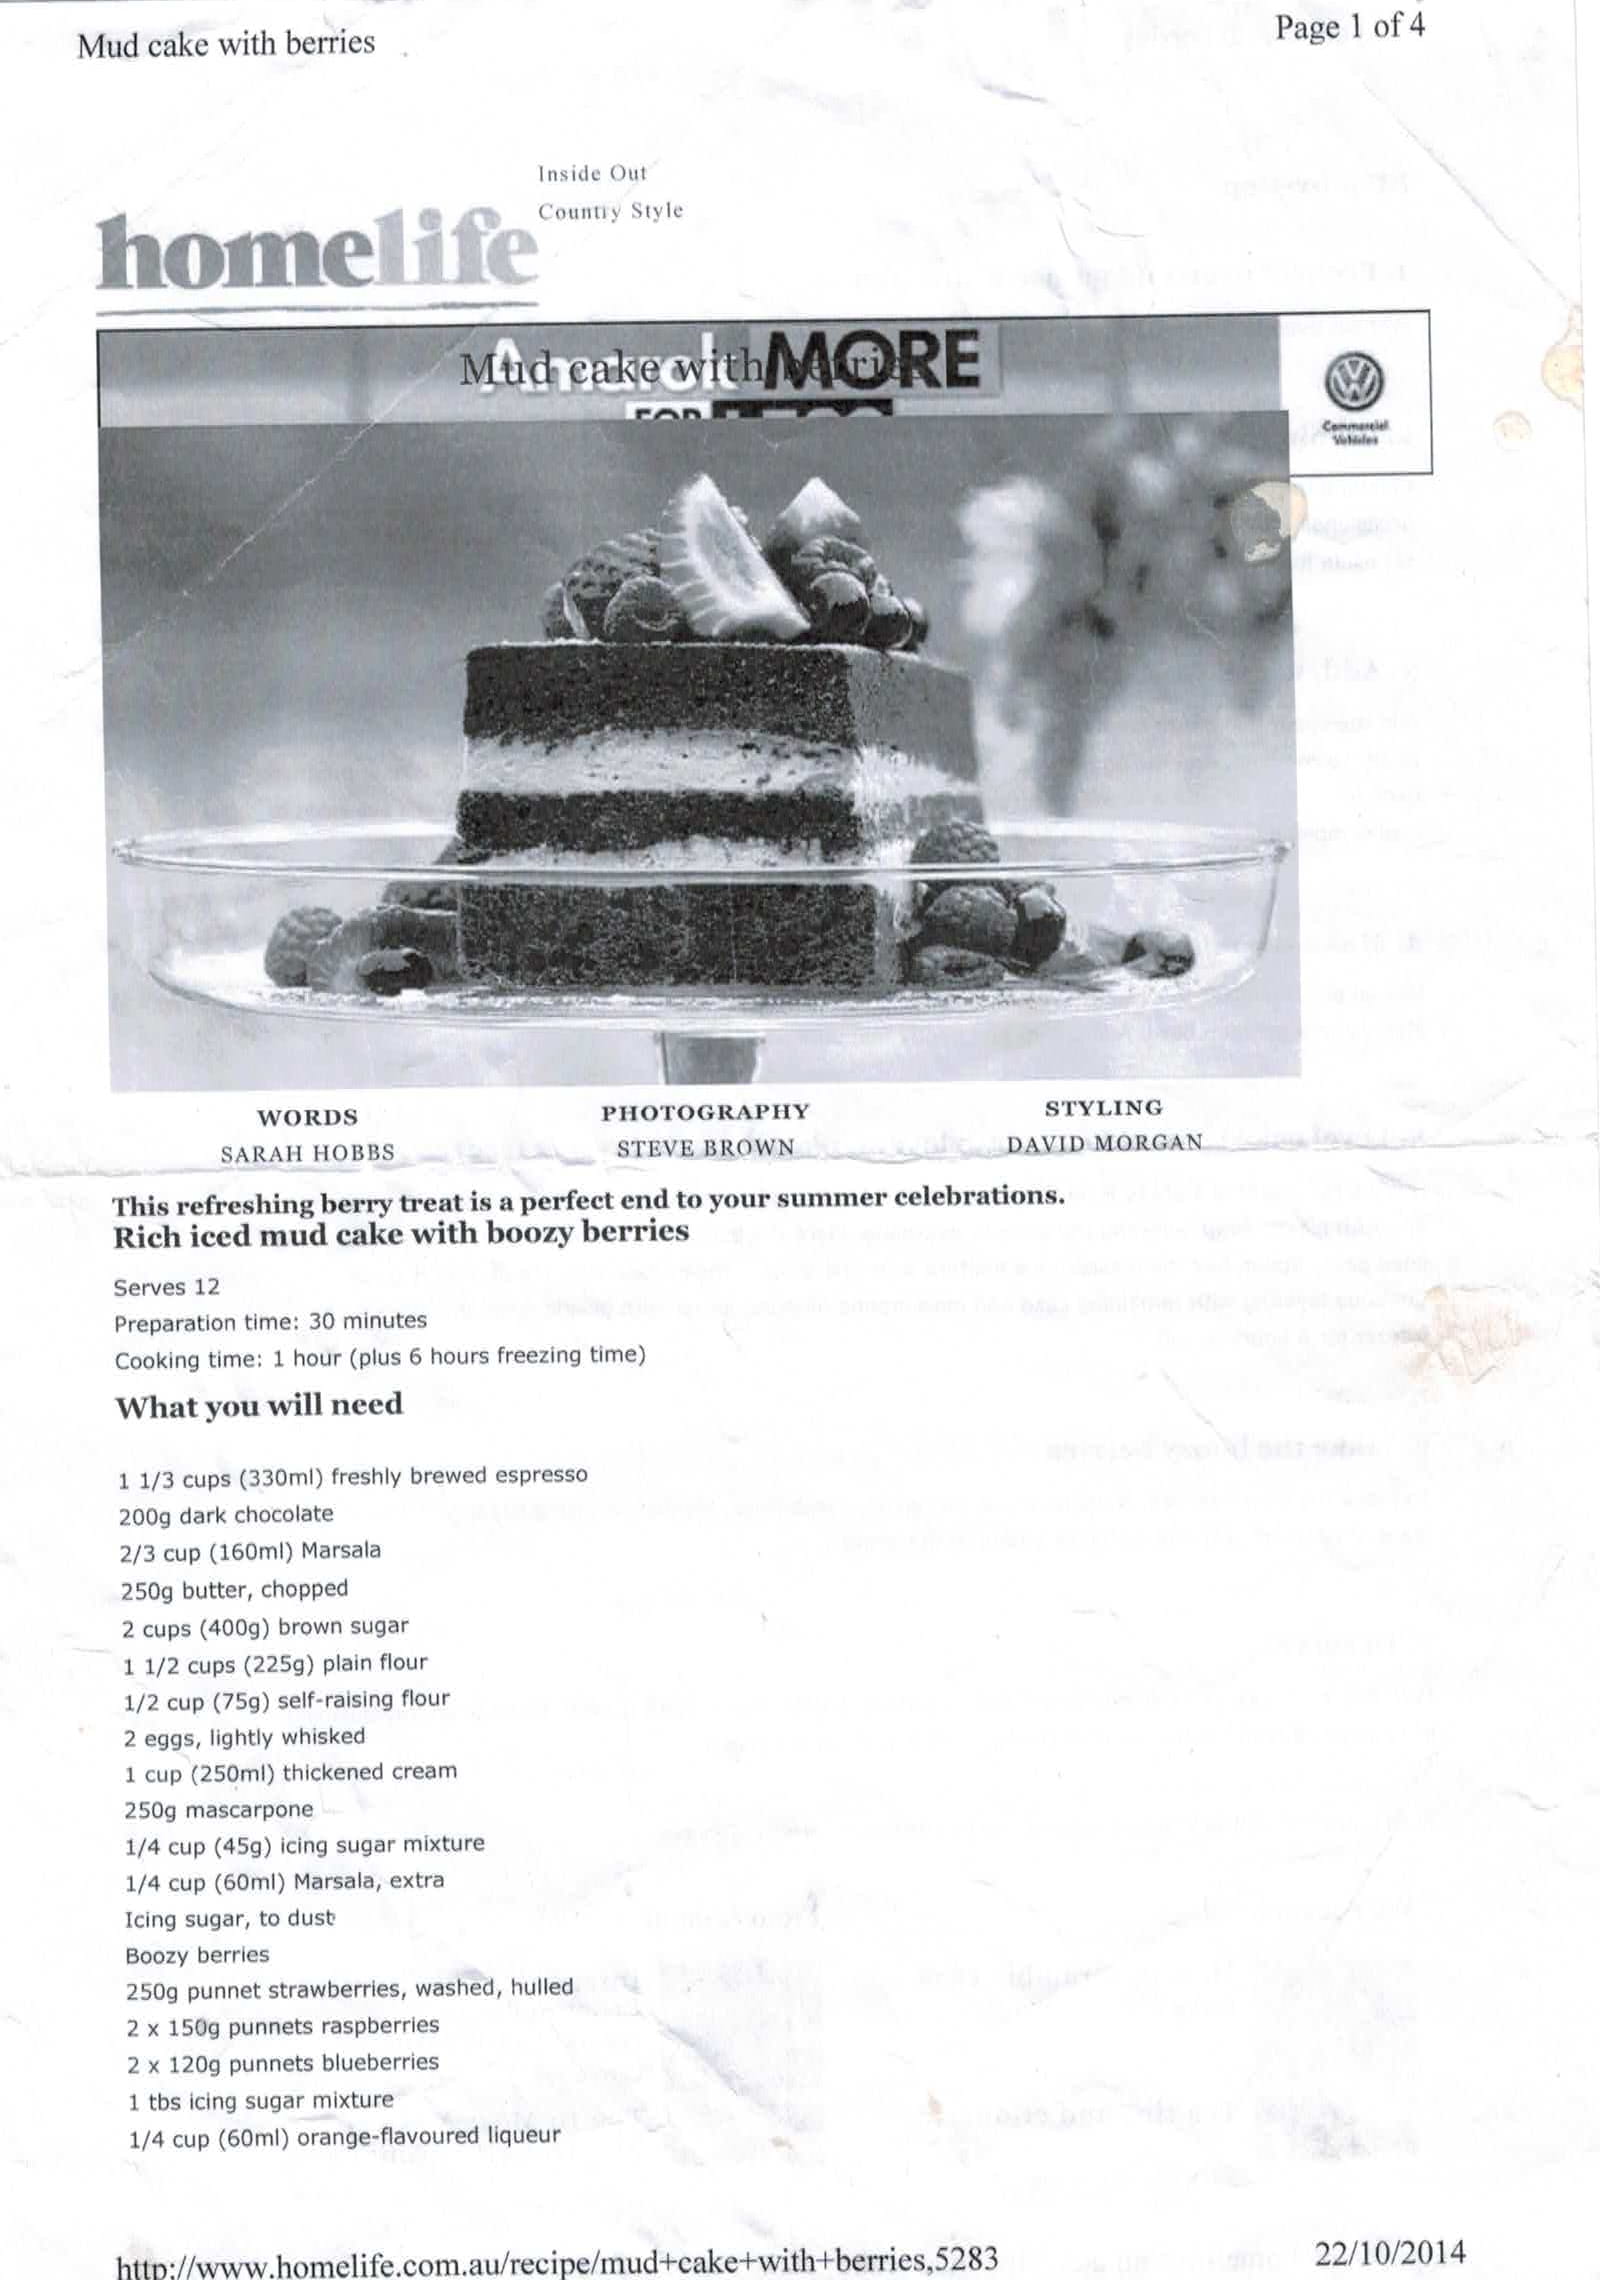 Mud cake with berries
Page 1 of 4
Inside Out
Country Style
homelife
Amarok MORE
Mud cake with berries
FOR
Commercial
Vehicles
WORDS
SARAH HOBBS
PHOTOGRAPHY
STEVE BROWN
STYLING
DAVID MORGAN
This refreshing berry treat is a perfect end to your summer celebrations.
Rich iced mud cake with boozy berries
Serves 12
Preparation time: 30 minutes
Cooking time: 1 hour (plus 6 hours freezing time)
What you will need
1 1/3 cups (330ml) freshly brewed espresso
200g dark chocolate
2/3 cup (160ml) Marsala
250g butter, chopped
2 cups (400g) brown sugar
1 1/2 cups (225g) plain flour
1/2 cup (75g) self-raising flour
2 eggs, lightly whisked
1 cup (250ml) thickened cream
250g mascarpone
1/4 cup (45g) icing sugar mixture
1/4 cup (60ml) Marsala, extra
Icing sugar, to dust
Boozy berries
250g punnet strawberries, washed, hulled
2 x 150g punnets raspberries
2 x 120g punnets blueberries
1 tbs icing sugar mixture
1/4 cup (60ml) orange-flavoured liqueur
http://www.homelife.com.au/recipe/mud+cake+with+berries,5283
22/10/2014